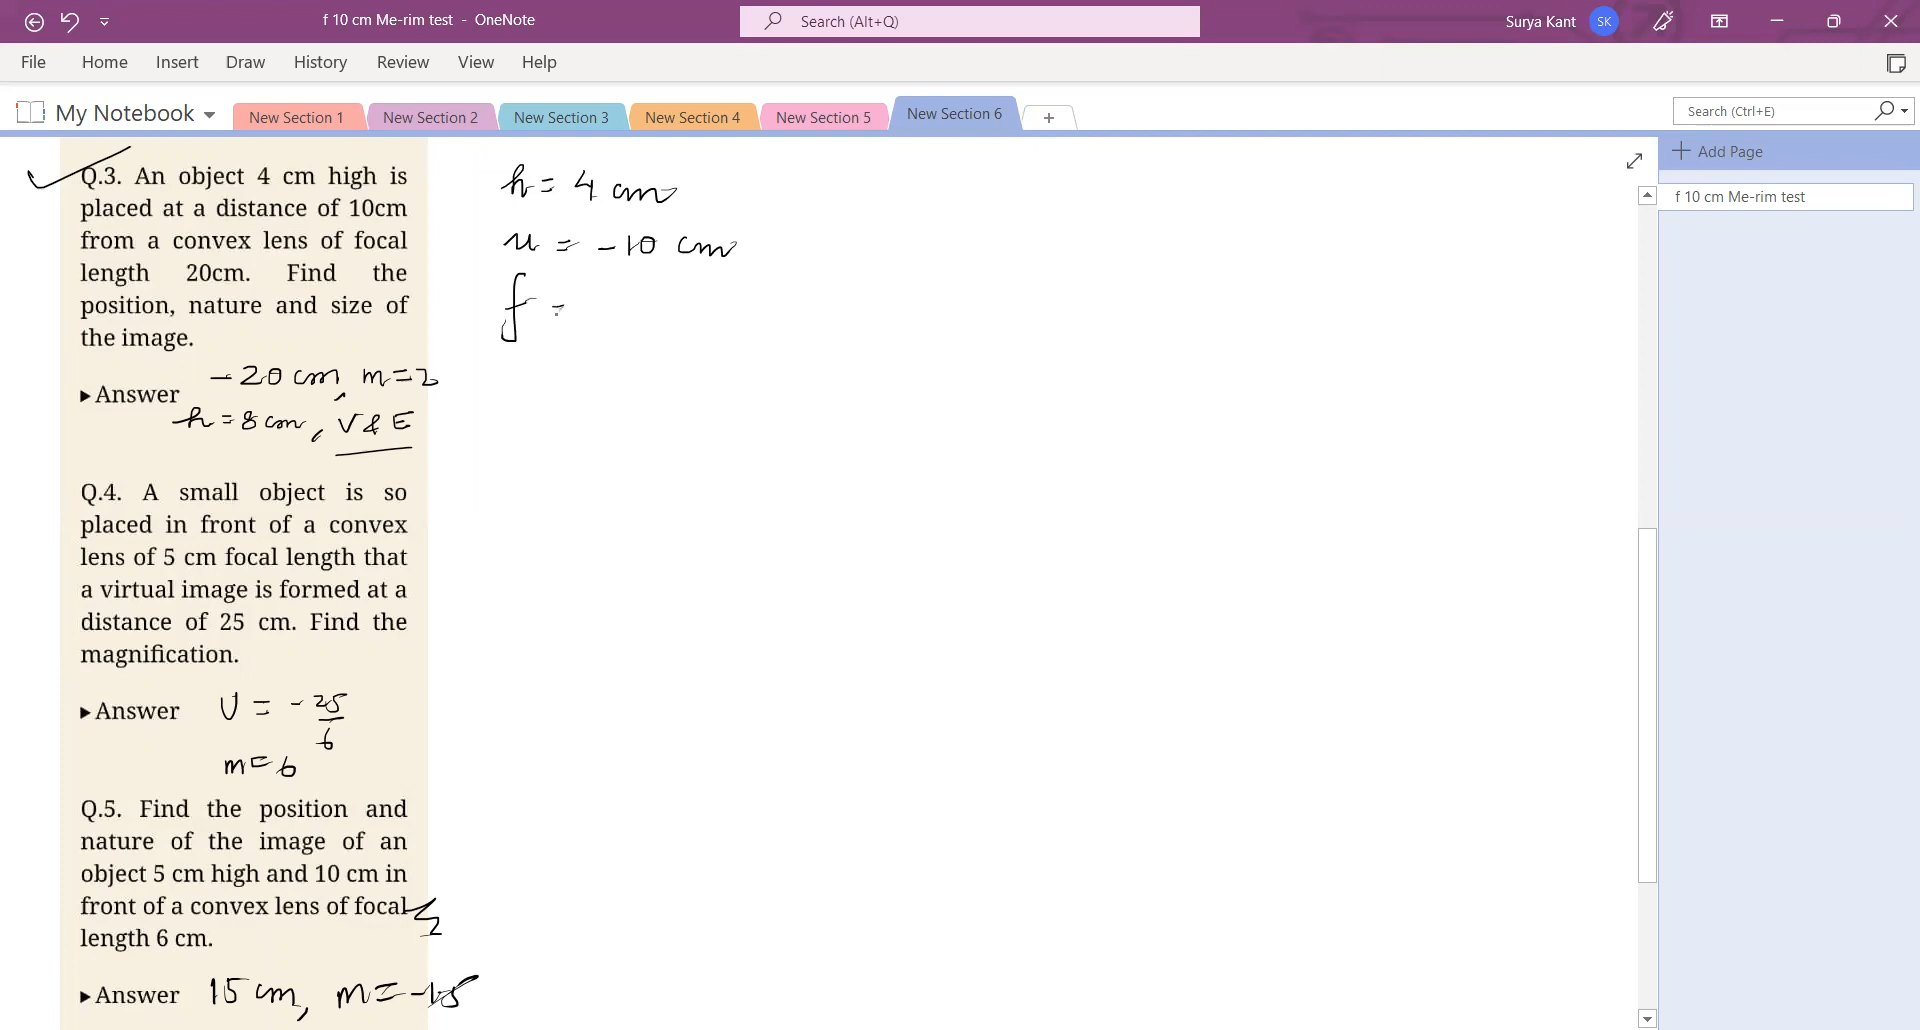 f 10 cm Me-rim test - OneNote
Search (Alt+Q)
Surya Kant
SK
File Home Insert Draw History Review View Help
My Notebook
New Section 1
New Section 2
New Section 3
New Section 4
New Section 5
New Section 6
+
Search (Ctrl+E)
Add Page
f 10 cm Me-rim test
Q.3. An object 4 cm high is
placed at a distance of 10cm
from a convex lens of focal
length 20cm. Find the
position, nature and size of
the image.
-20 cm, m=2
Answer
h=8 cm, V & E
Q.4. A small object is so
placed in front of a convex
lens of 5 cm focal length that
a virtual image is formed at a
distance of 25 cm. Find the
magnification.
Answer U = -25/6
m=6
Q.5. Find the position and
nature of the image of an
object 5 cm high and 10 cm in
front of a convex lens of focal
length 6 cm.
Answer 15 cm, m=-1.5
h = 4 cm
u = -10 cm
f =